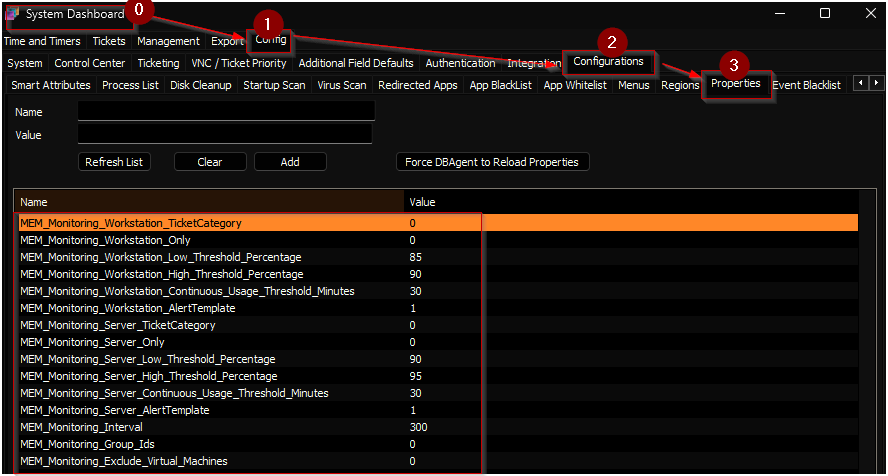 System Dashboard 0 1 2 3
Time and Timers Tickets Management Export Config
System Control Center Ticketing VNC / Ticket Priority Additional Field Defaults Authentication Integration Configurations
Smart Attributes Process List Disk Cleanup Startup Scan Virus Scan Redirected Apps App BlackList App Whitelist Menus Regions Properties Event Blacklist
Name
Value
Refresh List Clear Add Force DBAgent to Reload Properties
Name Value
MEM_Monitoring_Workstation_TicketCategory 0
MEM_Monitoring_Workstation_Only 0
MEM_Monitoring_Workstation_Low_Threshold_Percentage 85
MEM_Monitoring_Workstation_High_Threshold_Percentage 90
MEM_Monitoring_Workstation_Continuous_Usage_Threshold_Minutes 30
MEM_Monitoring_Workstation_AlertTemplate 1
MEM_Monitoring_Server_TicketCategory 0
MEM_Monitoring_Server_Only 0
MEM_Monitoring_Server_Low_Threshold_Percentage 90
MEM_Monitoring_Server_High_Threshold_Percentage 95
MEM_Monitoring_Server_Continuous_Usage_Threshold_Minutes 30
MEM_Monitoring_Server_AlertTemplate 1
MEM_Monitoring_Interval 300
MEM_Monitoring_Group_Ids 0
MEM_Monitoring_Exclude_Virtual_Machines 0